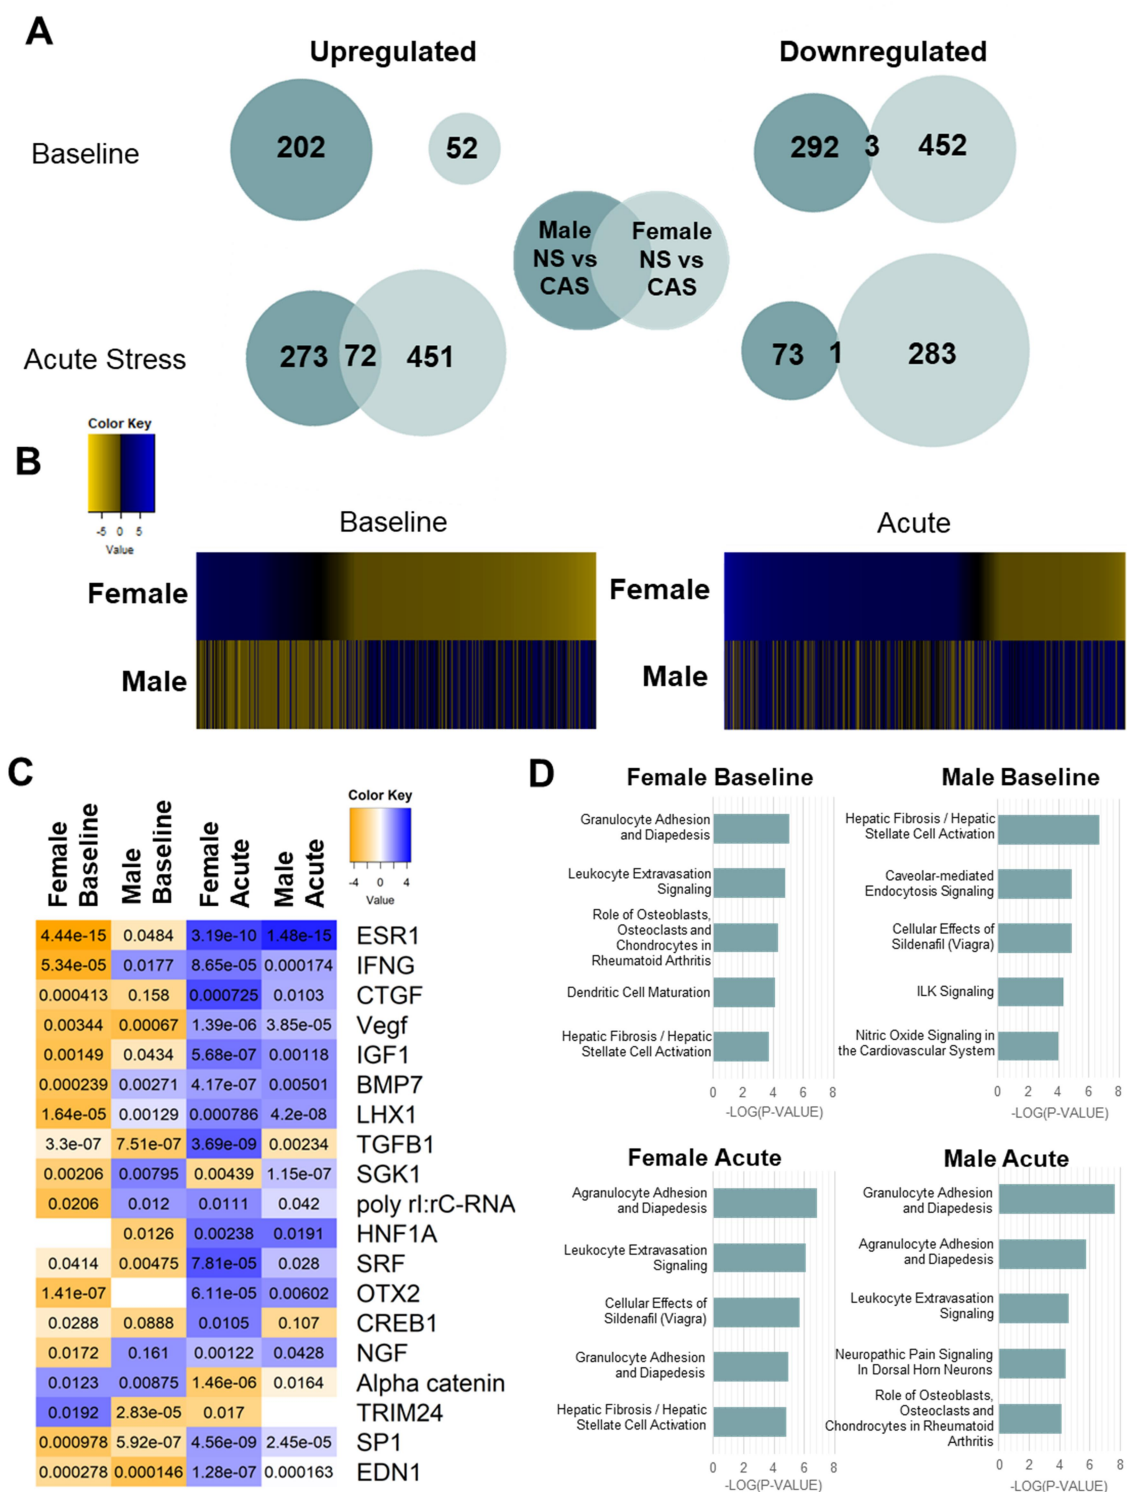 A
Upregulated
Downregulated
Baseline
202
52
292
3
452
Male
NS vs
CAS
Female
NS vs
CAS
Acute Stress
273
72
451
73
1
283
B
Color Key
-5 0 5
Value
Baseline
Acute
Female
Male
Female
Male
C
Female
Baseline
Male
Baseline
Female
Acute
Male
Acute
Color Key
-4 0 4
Value
4.44e-15 0.0484 3.19e-10 1.48e-15 ESR1
5.34e-05 0.0177 8.65e-05 0.000174 IFNG
0.000413 0.158 0.000725 0.0103 CTGF
0.00344 0.00067 1.39e-06 3.85e-05 Vegf
0.00149 0.0434 5.68e-07 0.00118 IGF1
0.000239 0.00271 4.17e-07 0.00501 BMP7
1.64e-05 0.00129 0.000786 4.2e-08 LHX1
3.3e-07 7.51e-07 3.69e-09 0.00234 TGFB1
0.00206 0.00795 0.00439 1.15e-07 SGK1
0.0206 0.012 0.0111 0.042 poly rI:rC-RNA
0.0126 0.00238 0.0191 HNF1A
0.0414 0.00475 7.81e-05 0.028 SRF
1.41e-07 6.11e-05 0.00602 OTX2
0.0288 0.0888 0.0105 0.107 CREB1
0.0172 0.161 0.00122 0.0428 NGF
0.0123 0.00875 1.46e-06 0.0164 Alpha catenin
0.0192 2.83e-05 0.017 TRIM24
0.000978 5.92e-07 4.56e-09 2.45e-05 SP1
0.000278 0.000146 1.28e-07 0.000163 EDN1
D
Female Baseline
Granulocyte Adhesion
and Diapedesis
Leukocyte Extravasation
Signaling
Role of Osteoblasts,
Osteoclasts and
Chondrocytes in
Rheumatoid Arthritis
Dendritic Cell Maturation
Hepatic Fibrosis / Hepatic
Stellate Cell Activation
0 2 4 6 8
-LOG(P-VALUE)
Male Baseline
Hepatic Fibrosis / Hepatic
Stellate Cell Activation
Caveolar-mediated
Endocytosis Signaling
Cellular Effects of
Sildenafil (Viagra)
ILK Signaling
Nitric Oxide Signaling in
the Cardiovascular System
0 2 4 6 8
-LOG(P-VALUE)
Female Acute
Agranulocyte Adhesion
and Diapedesis
Leukocyte Extravasation
Signaling
Cellular Effects of
Sildenafil (Viagra)
Granulocyte Adhesion
and Diapedesis
Hepatic Fibrosis / Hepatic
Stellate Cell Activation
0 2 4 6 8
-LOG(P-VALUE)
Male Acute
Granulocyte Adhesion
and Diapedesis
Agranulocyte Adhesion
and Diapedesis
Leukocyte Extravasation
Signaling
Neuropathic Pain Signaling
In Dorsal Horn Neurons
Role of Osteoblasts,
Osteoclasts and
Chondrocytes in Rheumatoid
Arthritis
0 2 4 6 8
-LOG(P-VALUE)